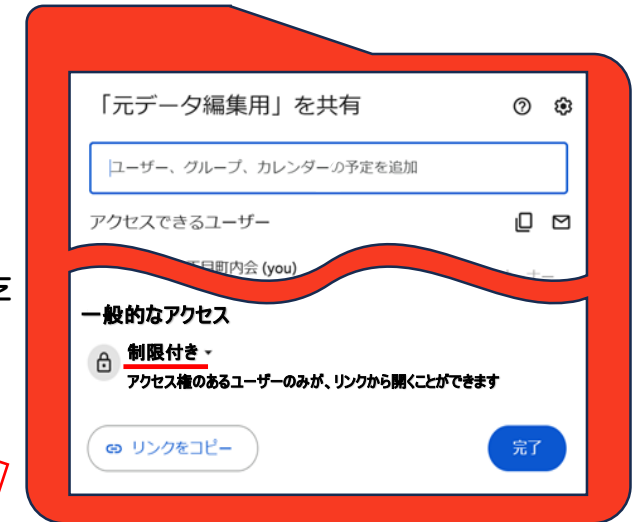 「元データ編集用」を共有
ユーザー、グループ、カレンダーの予定を追加
アクセスできるユーザー
町内会 (you)
一般的なアクセス
制限付き
アクセス権のあるユーザーのみが、リンクから開くことができます
リンクをコピー
完了